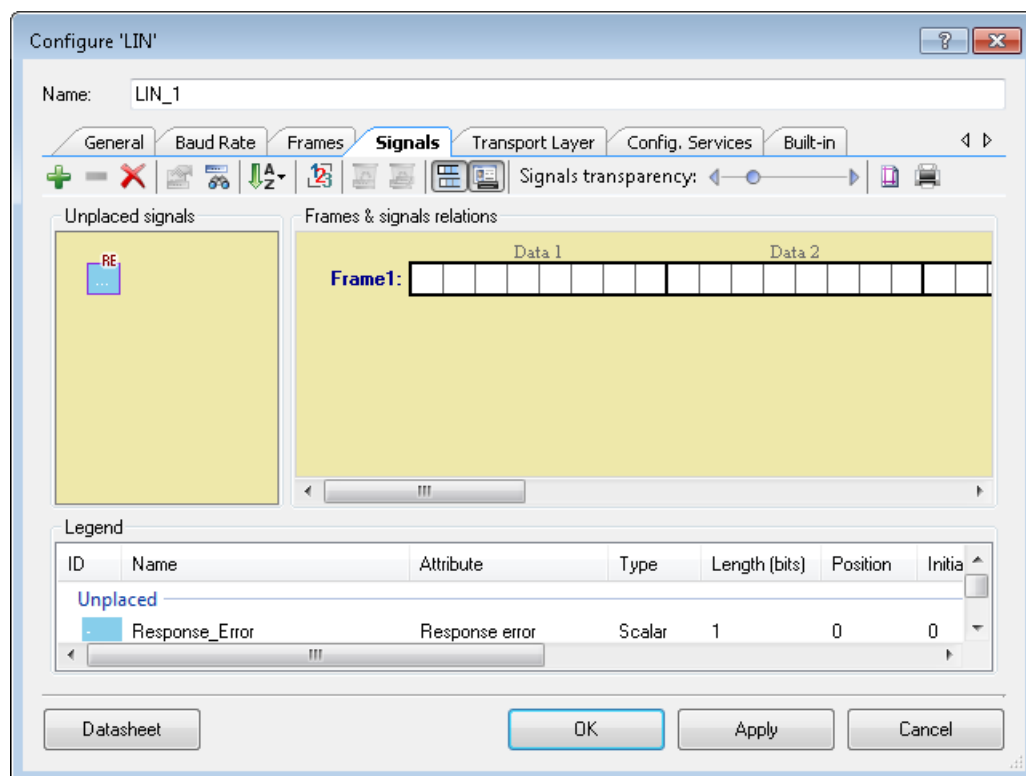 Configure 'LIN'
Name: LIN_1
General Baud Rate Frames Signals Transport Layer Config. Services Built-in
Signals transparency:
Unplaced signals
Frames & signals relations
RE
...
Data 1 Data 2
Frame1:
Legend
ID Name Attribute Type Length (bits) Position Initia
Unplaced
- Response_Error Response error Scalar 1 0 0
Datasheet OK Apply Cancel